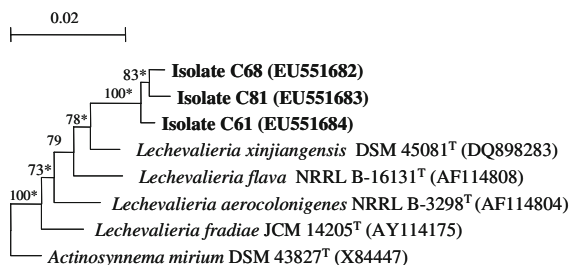 0.02
83* Isolate C68 (EU551682)
100* Isolate C81 (EU551683)
Isolate C61 (EU551684)
78*
Lechevalieria xinjiangensis DSM 45081ᵀ (DQ898283)
79
Lechevalieria flava NRRL B-16131ᵀ (AF114808)
73*
Lechevalieria aerocolonigenes NRRL B-3298ᵀ (AF114804)
100*
Lechevalieria fradiae JCM 14205ᵀ (AY114175)
Actinosynnema mirium DSM 43827ᵀ (X84447)